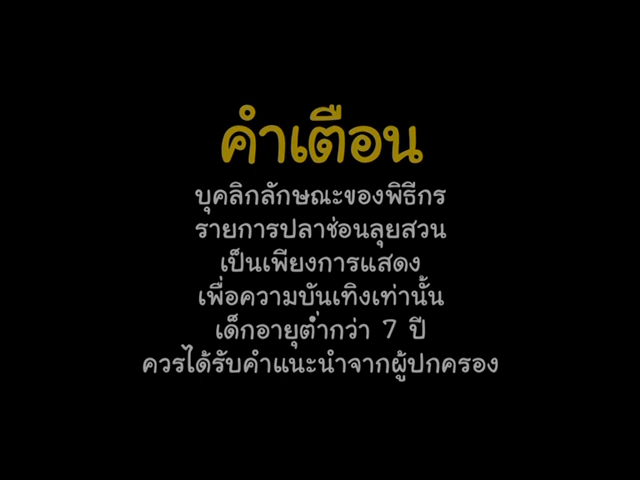 คำเตือน
บุคลิกลักษณะของพิธีกร
รายการปลาช่อนลุยสวน
เป็นเพียงการแสดง
เพื่อความบันเทิงเท่านั้น
เด็กอายุต่ำกว่า 7 ปี
ควรได้รับคำแนะนำจากผู้ปกครอง